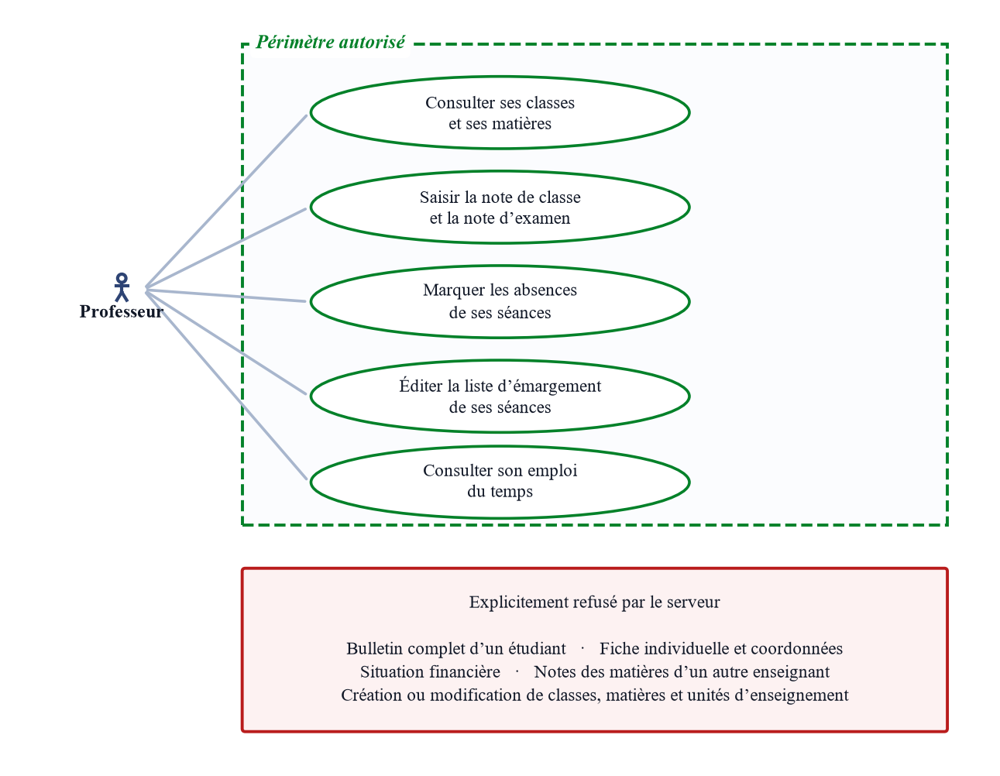 Périmètre autorisé
Consulter ses classes
et ses matières
Saisir la note de classe
et la note d’examen
Marquer les absences
de ses séances
Professeur
Éditer la liste d’émargement
de ses séances
Consulter son emploi
du temps
Explicitement refusé par le serveur
Bulletin complet d’un étudiant · Fiche individuelle et coordonnées
Situation financière · Notes des matières d’un autre enseignant
Création ou modification de classes, matières et unités d’enseignement